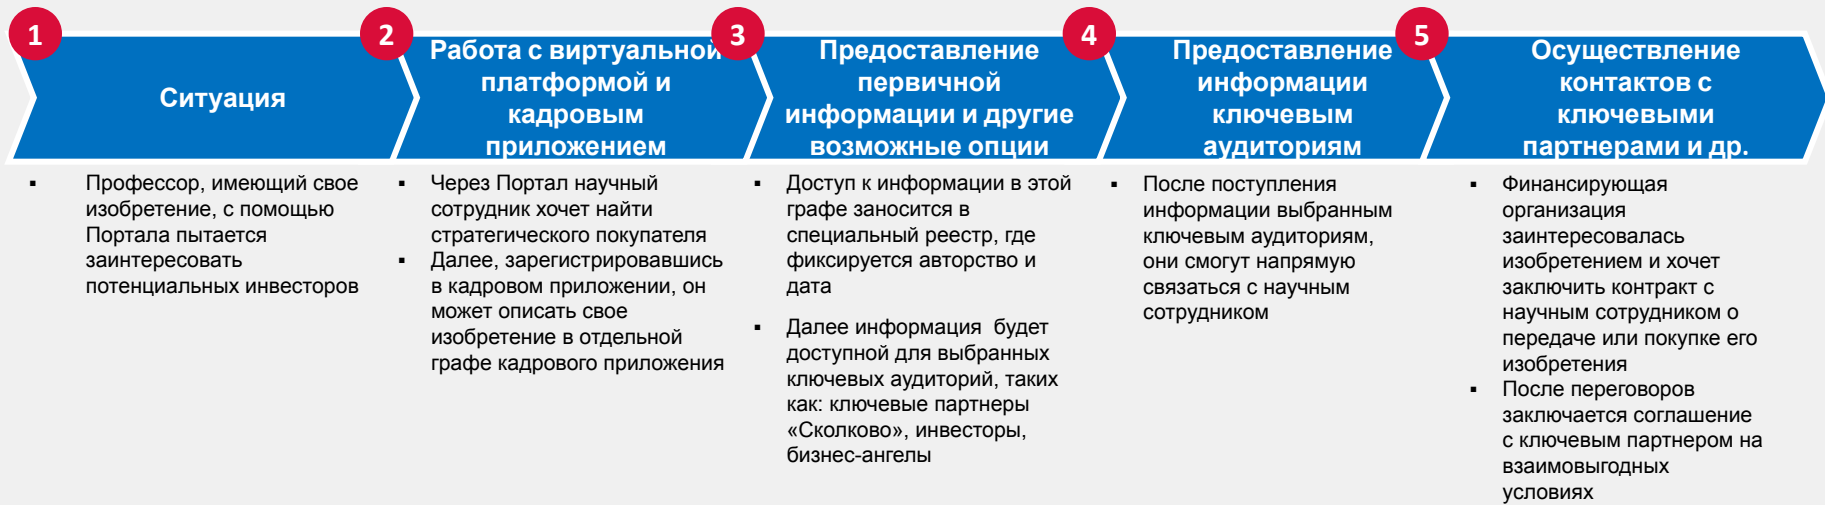 1
Ситуация
▪ Профессор, имеющий свое
изобретение, с помощью
Портала пытается
заинтересовать
потенциальных инвесторов
2
Работа с виртуальной
платформой и
кадровым
приложением
▪ Через Портал научный
сотрудник хочет найти
стратегического покупателя
▪ Далее, зарегистрировавшись
в кадровом приложении, он
может описать свое
изобретение в отдельной
графе кадрового приложения
3
Предоставление
первичной
информации и другие
возможные опции
▪ Доступ к информации в этой
графе заносится в
специальный реестр, где
фиксируется авторство и
дата
▪ Далее информация будет
доступной для выбранных
ключевых аудиторий, таких
как: ключевые партнеры
«Сколково», инвесторы,
бизнес-ангелы
4
Предоставление
информации
ключевым
аудиториям
▪ После поступления
информации выбранным
ключевым аудиториям,
они смогут напрямую
связаться с научным
сотрудником
5
Осуществление
контактов с
ключевыми
партнерами и др.
▪ Финансирующая
организация
заинтересовалась
изобретением и хочет
заключить контракт с
научным сотрудником о
передаче или покупке его
изобретения
▪ После переговоров
заключается соглашение
с ключевым партнером на
взаимовыгодных
условиях